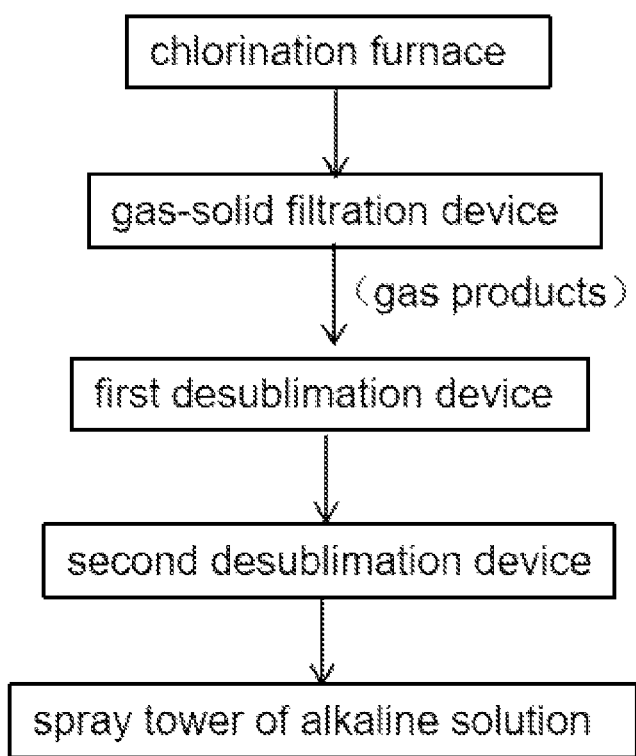 chlorination furnace
gas-solid filtration device
（gas products）
first desublimation device
second desublimation device
spray tower of alkaline solution